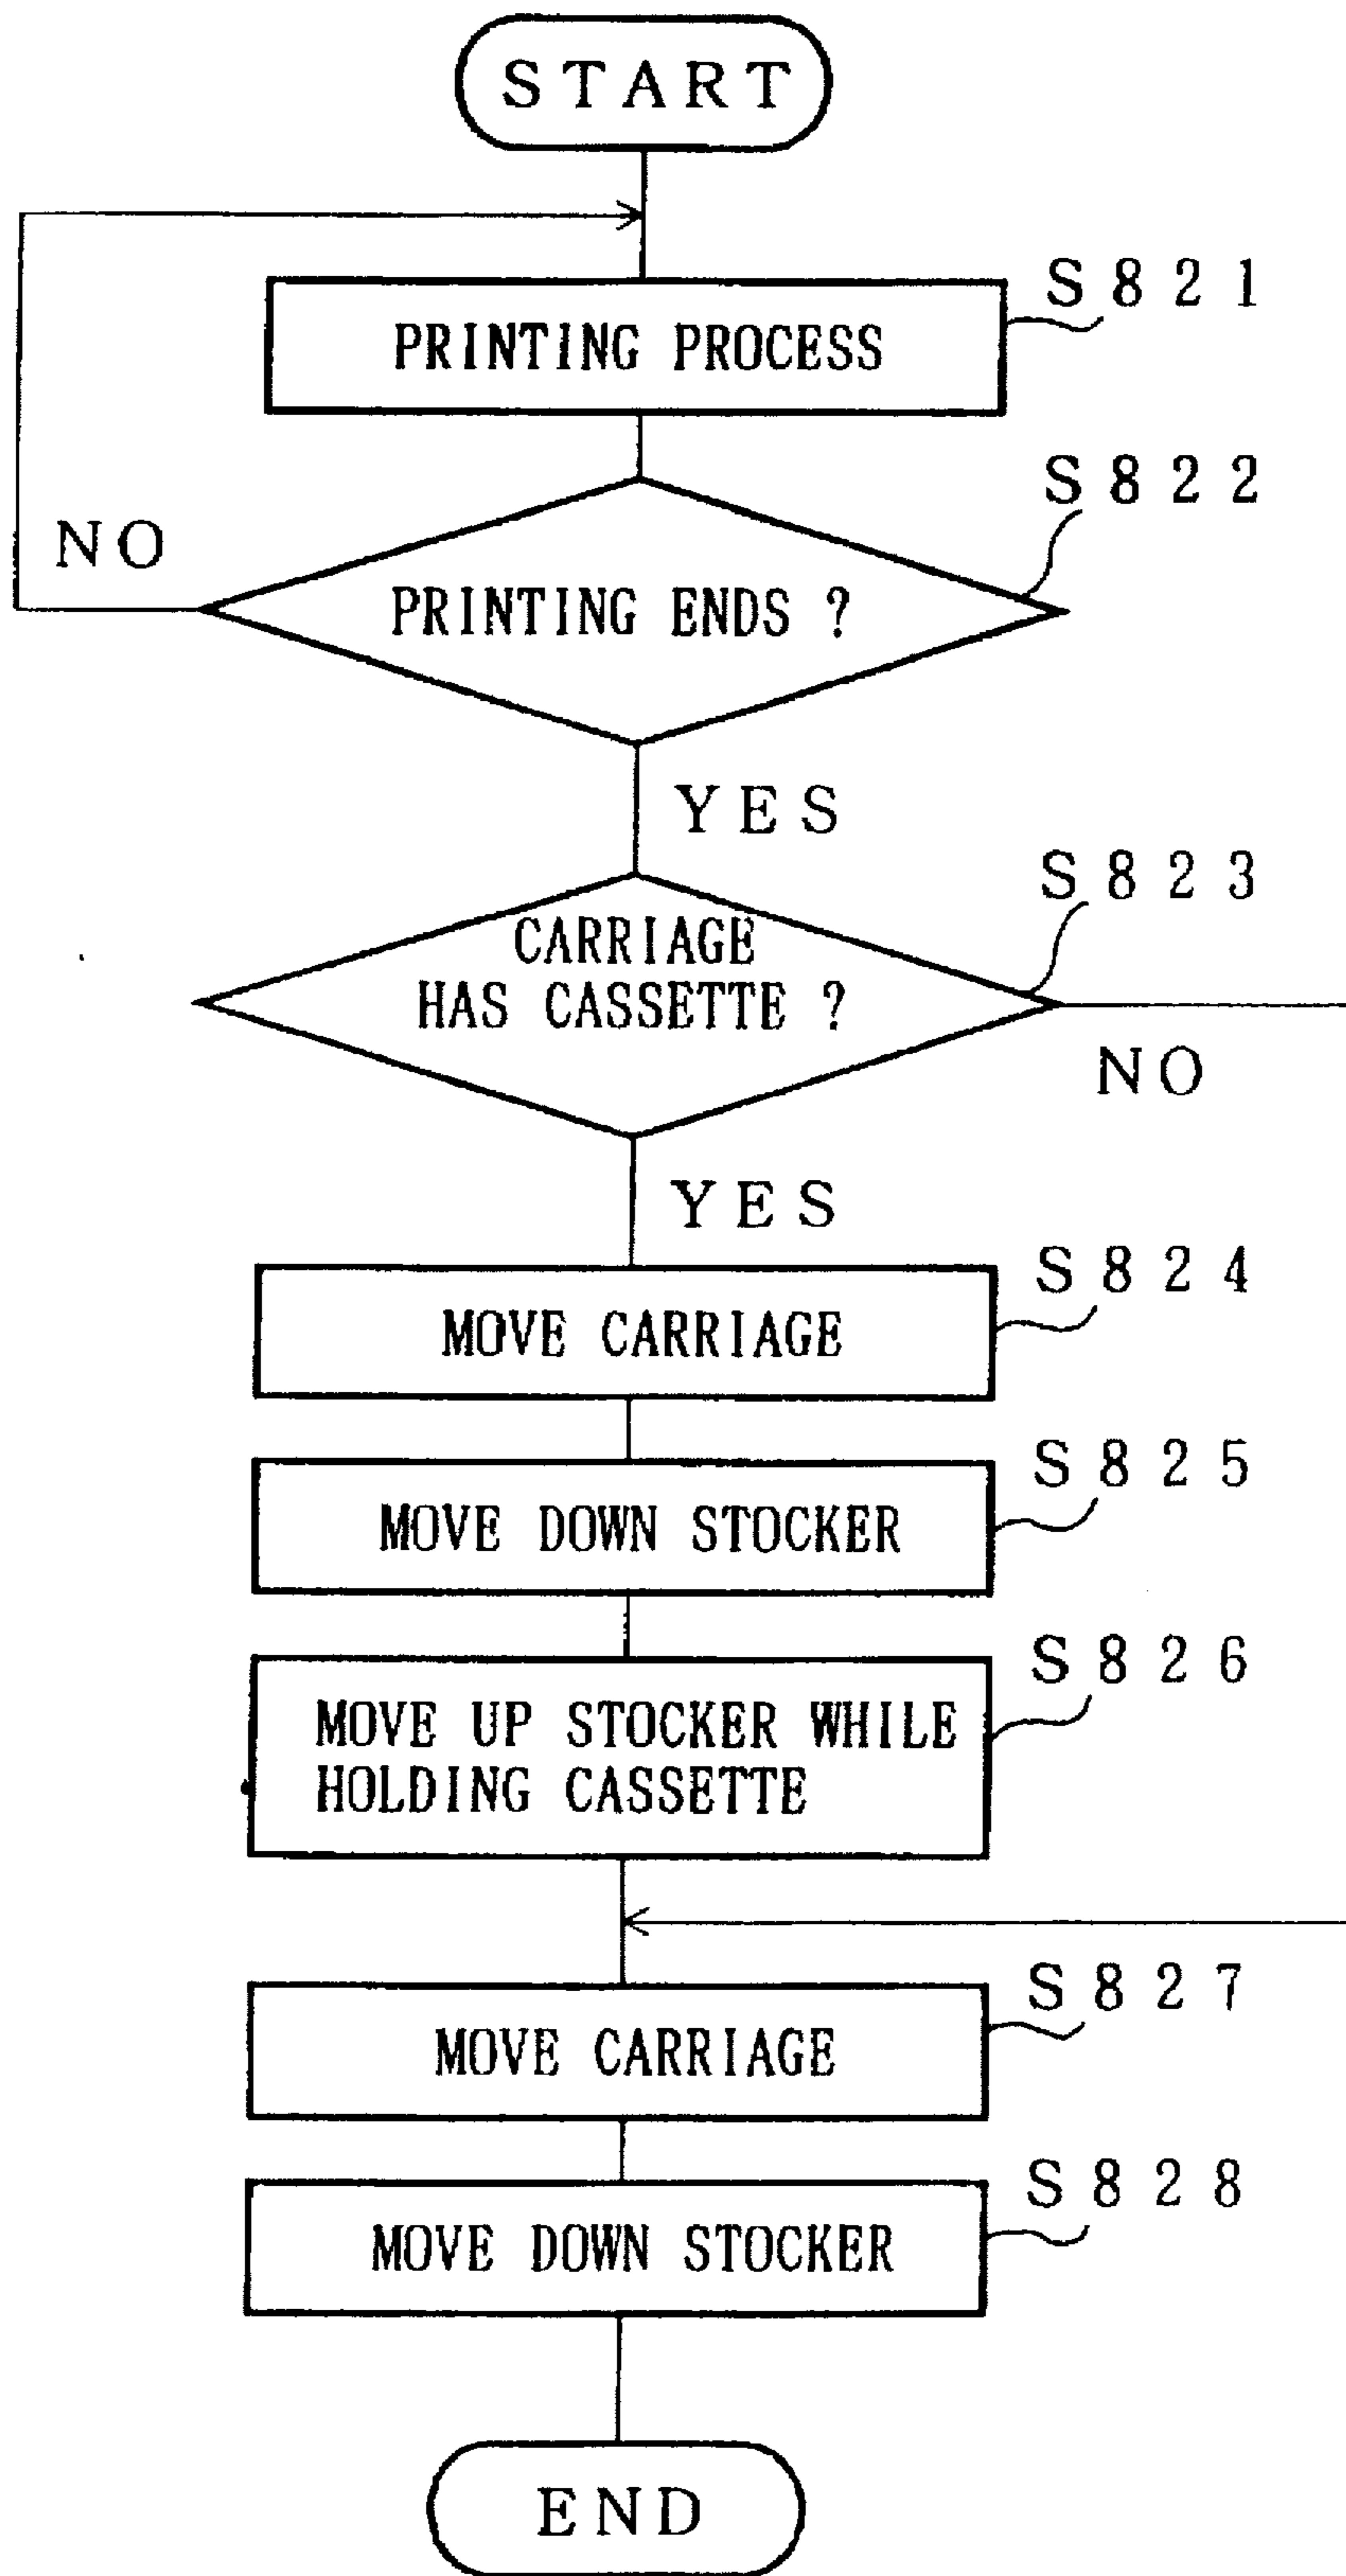 START
S821
PRINTING PROCESS
S822
NO
PRINTING ENDS ?
YES
S823
CARRIAGE
HAS CASSETTE ?
NO
YES
S824
MOVE CARRIAGE
S825
MOVE DOWN STOCKER
S826
MOVE UP STOCKER WHILE
HOLDING CASSETTE
S827
MOVE CARRIAGE
S828
MOVE DOWN STOCKER
END